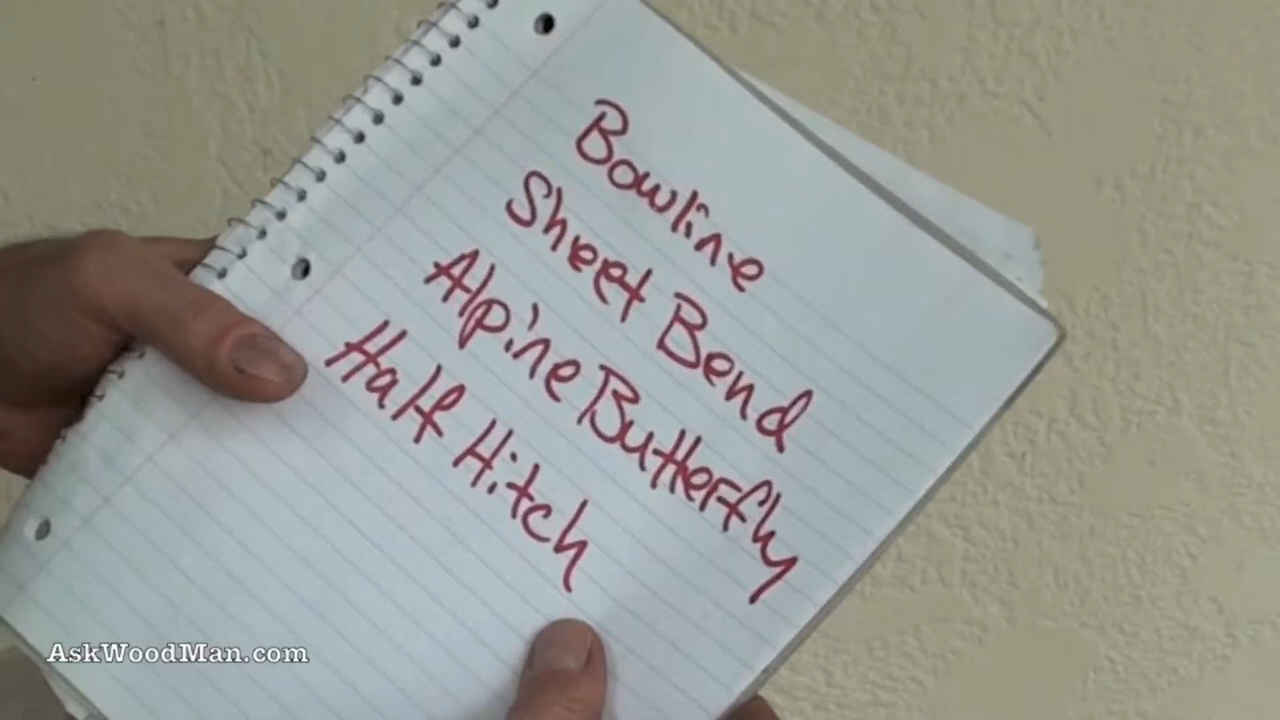 Bowline
Sheet Bend
Alpine Butterfly
Half Hitch
AskWoodMan.com